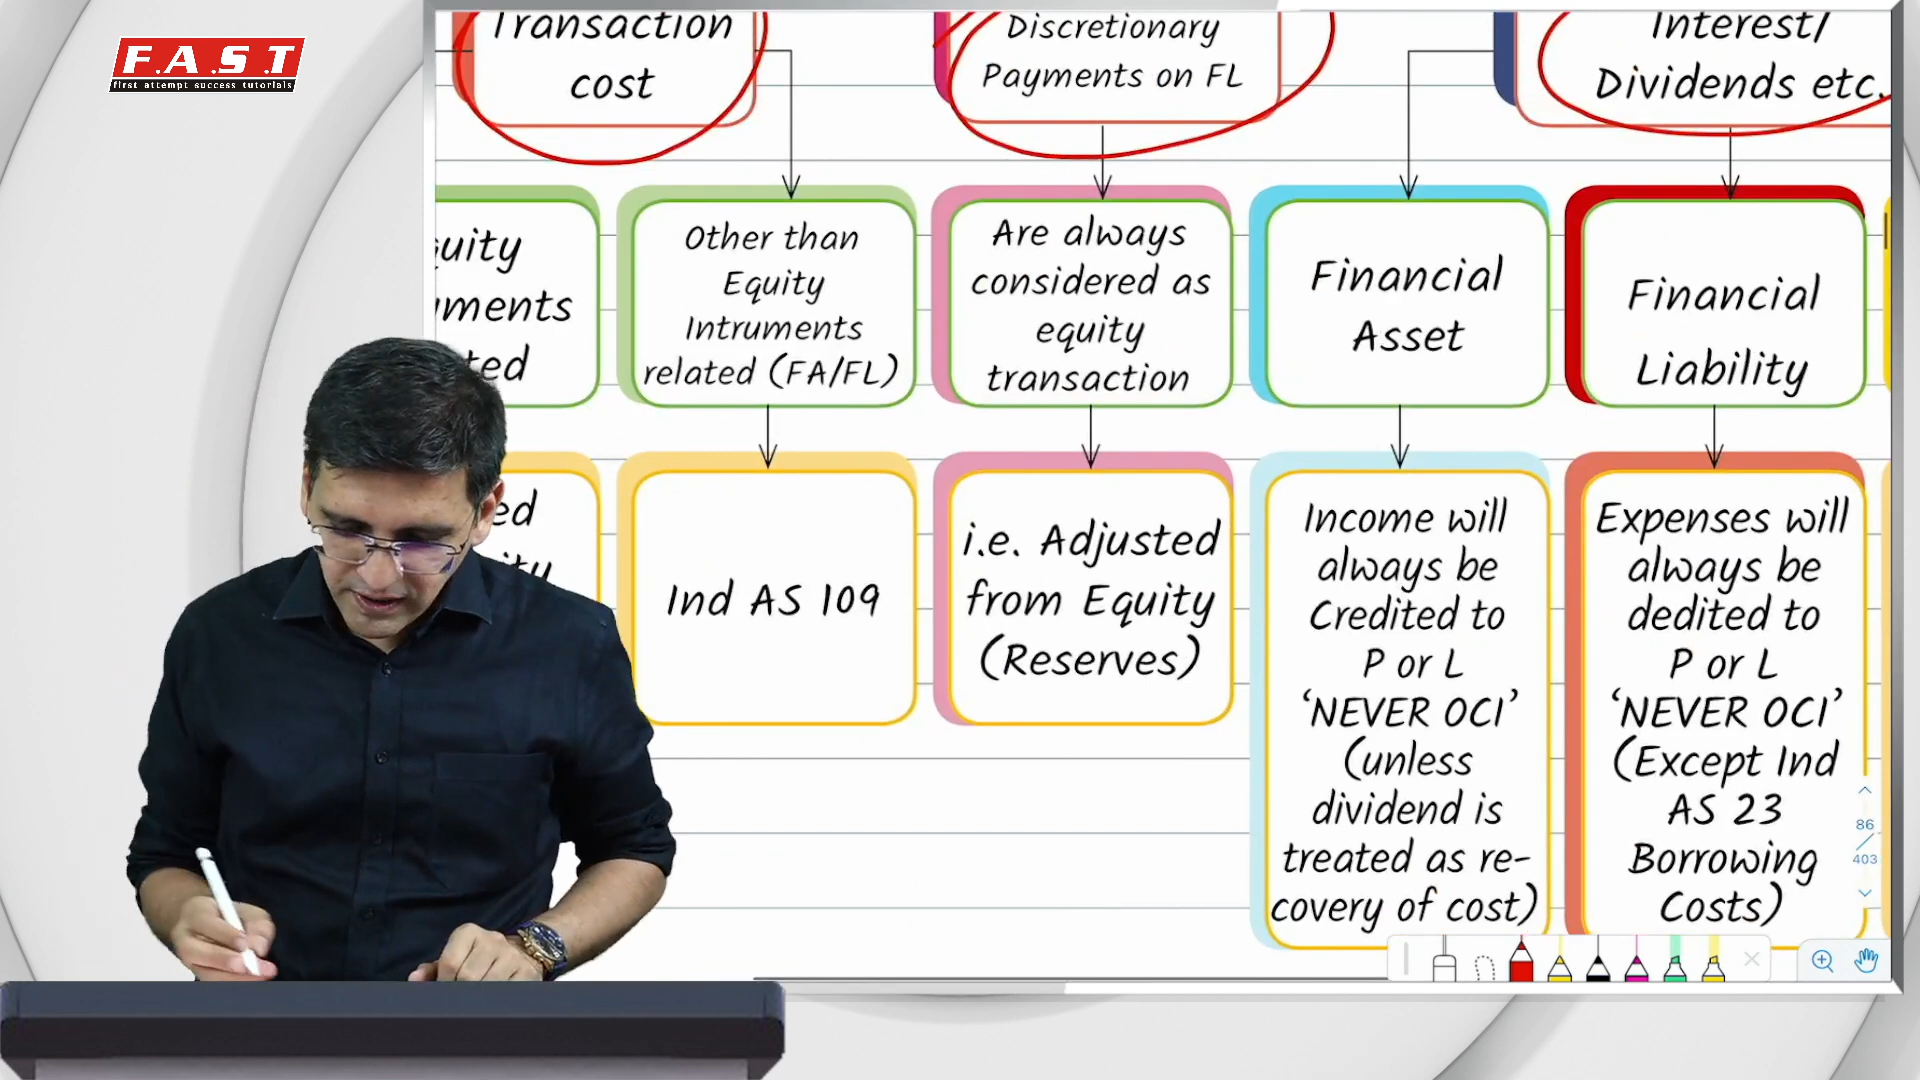 F.A.S.T
first attempt success tutorials
Transaction
cost
Discretionary
Payments on FL
Interest/
Dividends etc.
ted
Other than
Equity
Intruments
related (FA/FL)
Are always
considered as
equity
transaction
Financial
Asset
Financial
Liability
Ind AS 109
i.e. Adjusted
from Equity
(Reserves)
Income will
always be
Credited to
P or L
‘NEVER OCI’
(unless
dividend is
treated as re-
covery of cost)
Expenses will
always be
dedited to
P or L
‘NEVER OCI’
(Except Ind
AS 23
Borrowing
Costs)
86
403